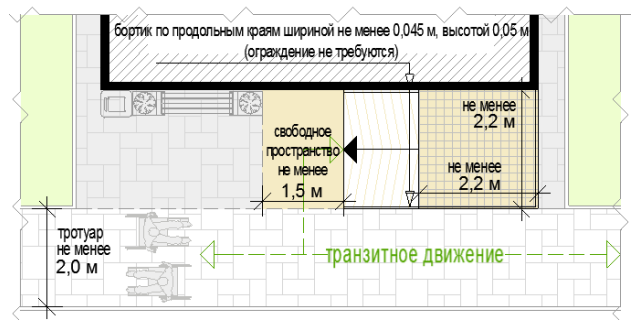 бортик по продольным краям шириной не менее 0,045 м, высотой 0,05 м
(ограждение не требуются)
не менее
2,2 м
свободное
пространство
не менее
1,5 м
не менее
2,2 м
тротуар
не менее
2,0 м
транзитное движение